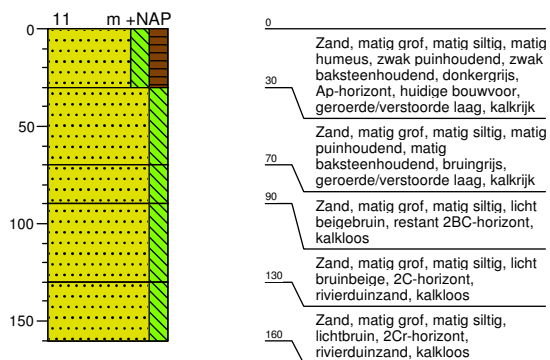 11 m +NAP
0
50
100
150
0
Zand, matig grof, matig siltig, matig
humeus, zwak puinhoudend, zwak
baksteenhoudend, donkergrijs,
Ap-horizont, huidige bouwvoor,
geroerde/verstoorde laag, kalkrijk
30
Zand, matig grof, matig siltig, matig
puinhoudend, matig
baksteenhoudend, bruingrijs,
geroerde/verstoorde laag, kalkrijk
70
Zand, matig grof, matig siltig, licht
beigebruin, restant 2BC-horizont,
kalkloos
90
Zand, matig grof, matig siltig, licht
bruinbeige, 2C-horizont,
rivierduinzand, kalkloos
130
Zand, matig grof, matig siltig,
lichtbruin, 2Cr-horizont,
rivierduinzand, kalkloos
160